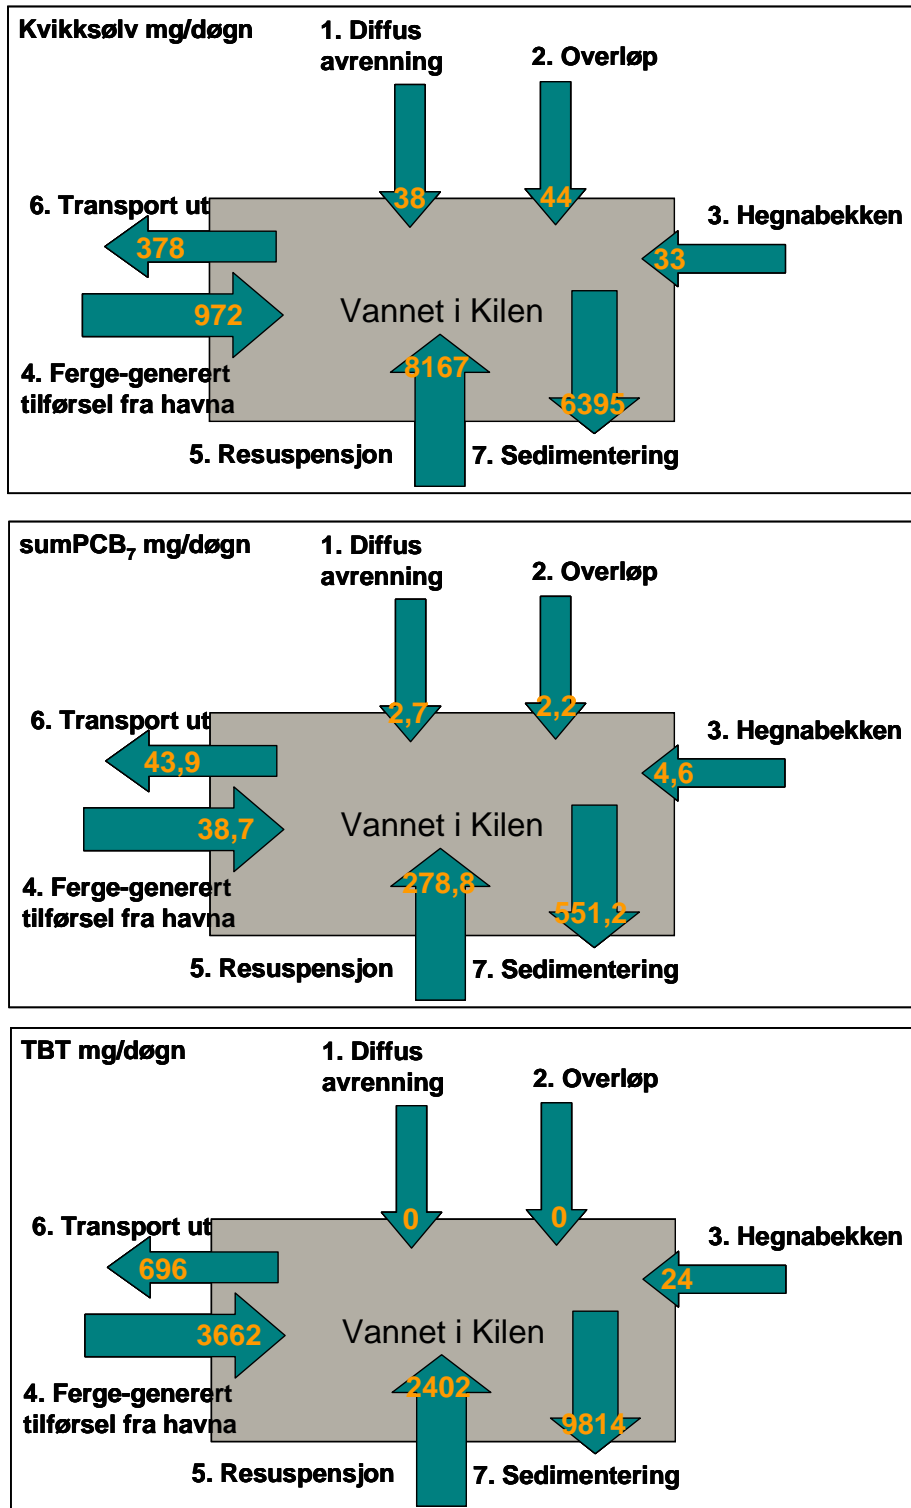 Kvikksølv mg/døgn
1. Diffus
avrenning
2. Overløp
38
44
6. Transport ut
3. Hegnabekken
378
33
972
Vannet i Kilen
8167
4. Ferge-generert
tilførsel fra havna
6395
5. Resuspensjon
7. Sedimentering
sumPCB₇ mg/døgn
1. Diffus
avrenning
2. Overløp
2,7
2,2
6. Transport ut
3. Hegnabekken
43,9
4,6
38,7
Vannet i Kilen
278,8
4. Ferge-generert
tilførsel fra havna
551,2
5. Resuspensjon
7. Sedimentering
TBT mg/døgn
1. Diffus
avrenning
2. Overløp
0
0
6. Transport ut
3. Hegnabekken
696
24
3662
Vannet i Kilen
2402
4. Ferge-generert
tilførsel fra havna
9814
5. Resuspensjon
7. Sedimentering